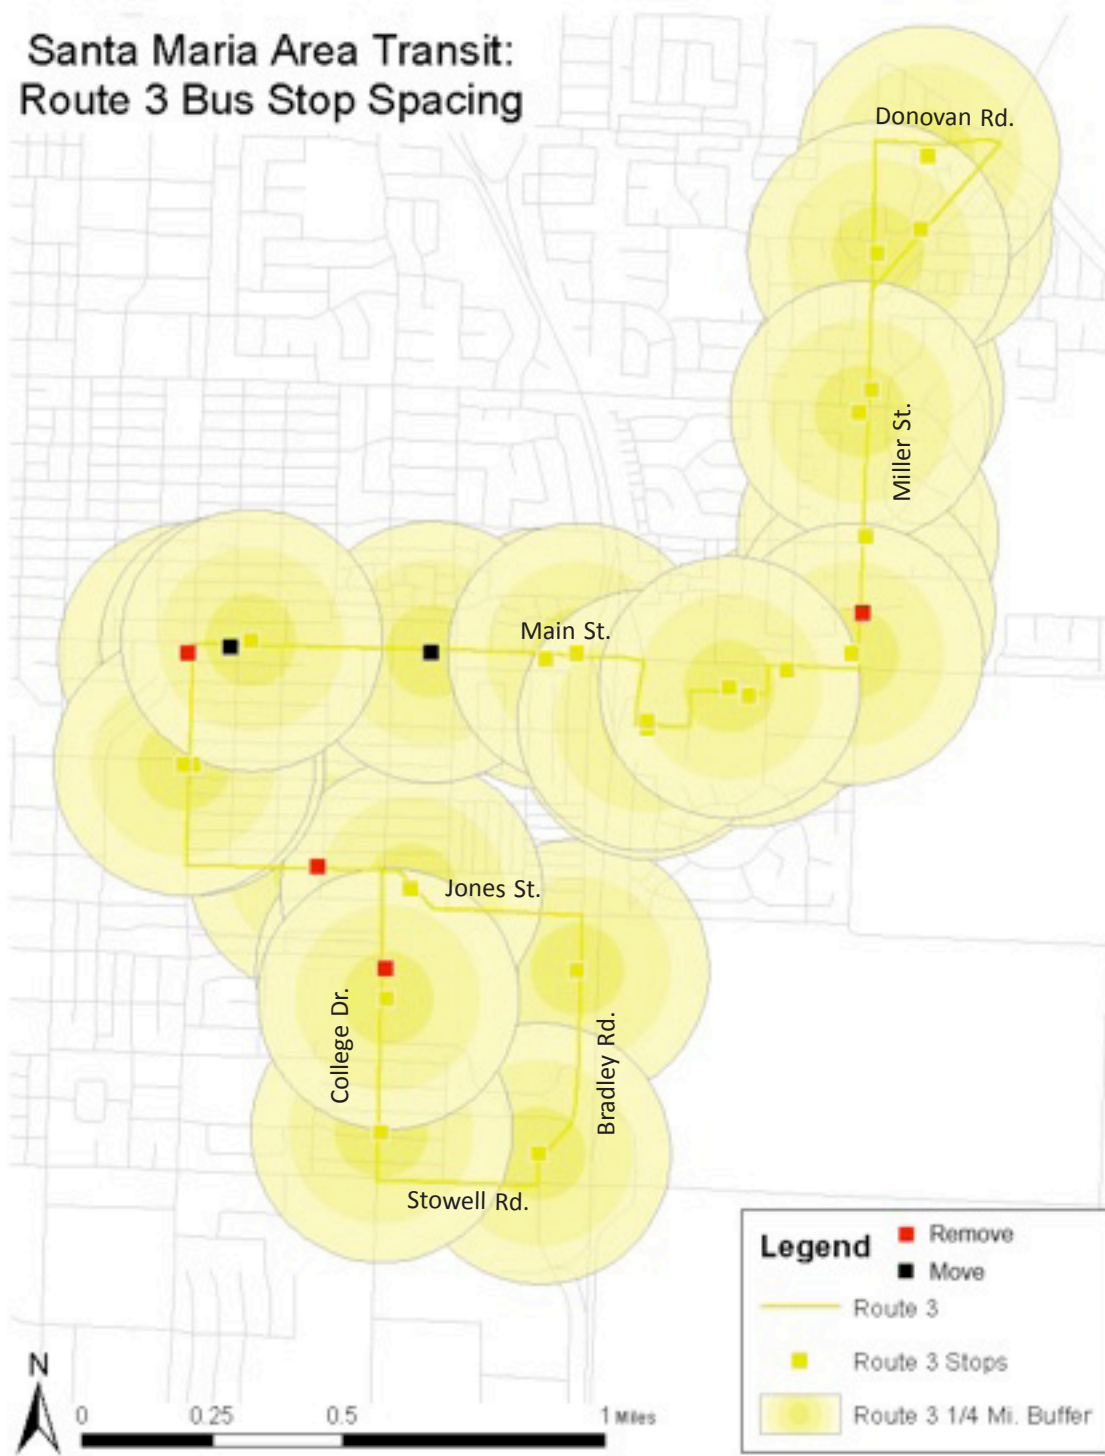 Santa Maria Area Transit:
Route 3 Bus Stop Spacing
Donovan Rd.
Miller St.
Main St.
Jones St.
College Dr.
Bradley Rd.
Stowell Rd.
Legend
Remove
Move
Route 3
Route 3 Stops
Route 3 1/4 Mi. Buffer
N
0 0.25 0.5 1 Miles